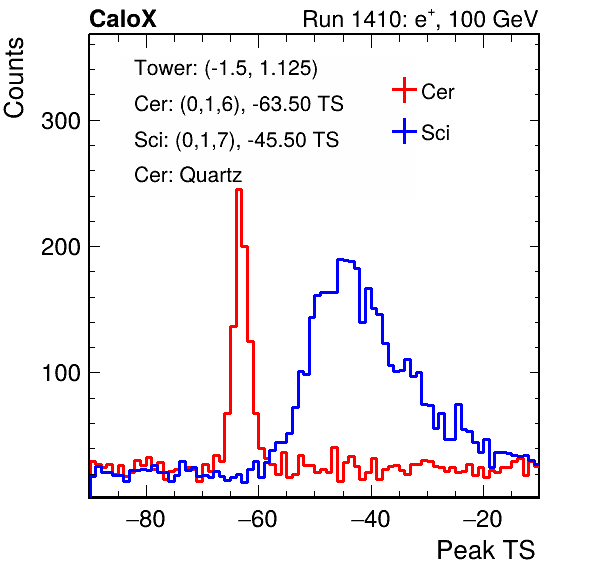 CaloX Run 1410: e⁺, 100 GeV
Counts
Tower: (-1.5, 1.125)
Cer: (0,1,6), -63.50 TS
Sci: (0,1,7), -45.50 TS
Cer: Quartz
Cer
Sci
300
200
100
−80 −60 −40 −20
Peak TS